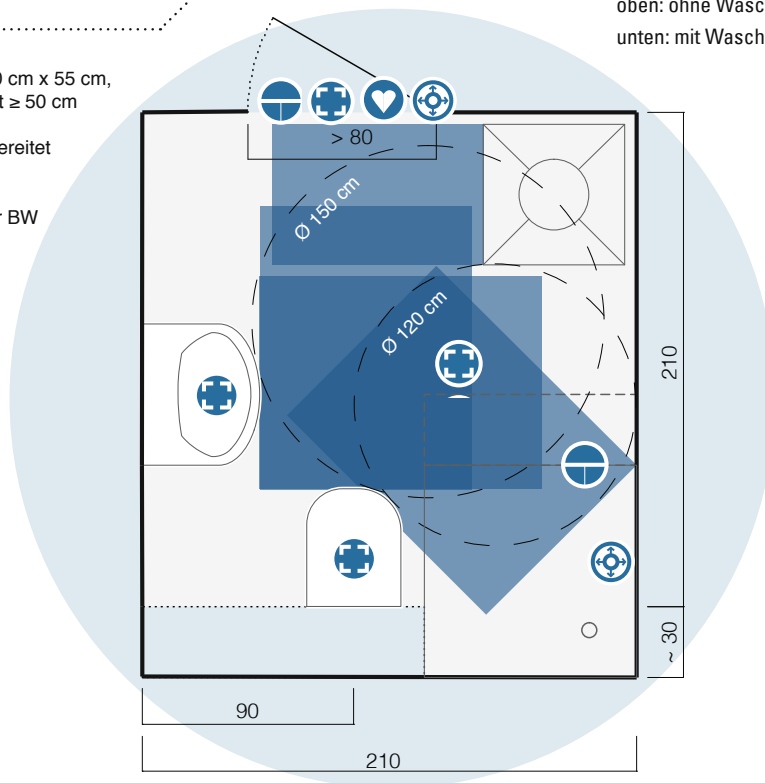 oben: ohne Wasc
unten: mit Wasch
0 cm x 55 cm,
t ≥ 50 cm
ereitet
r BW
> 80
Ø 150 cm
Ø 120 cm
210
~ 30
90
210